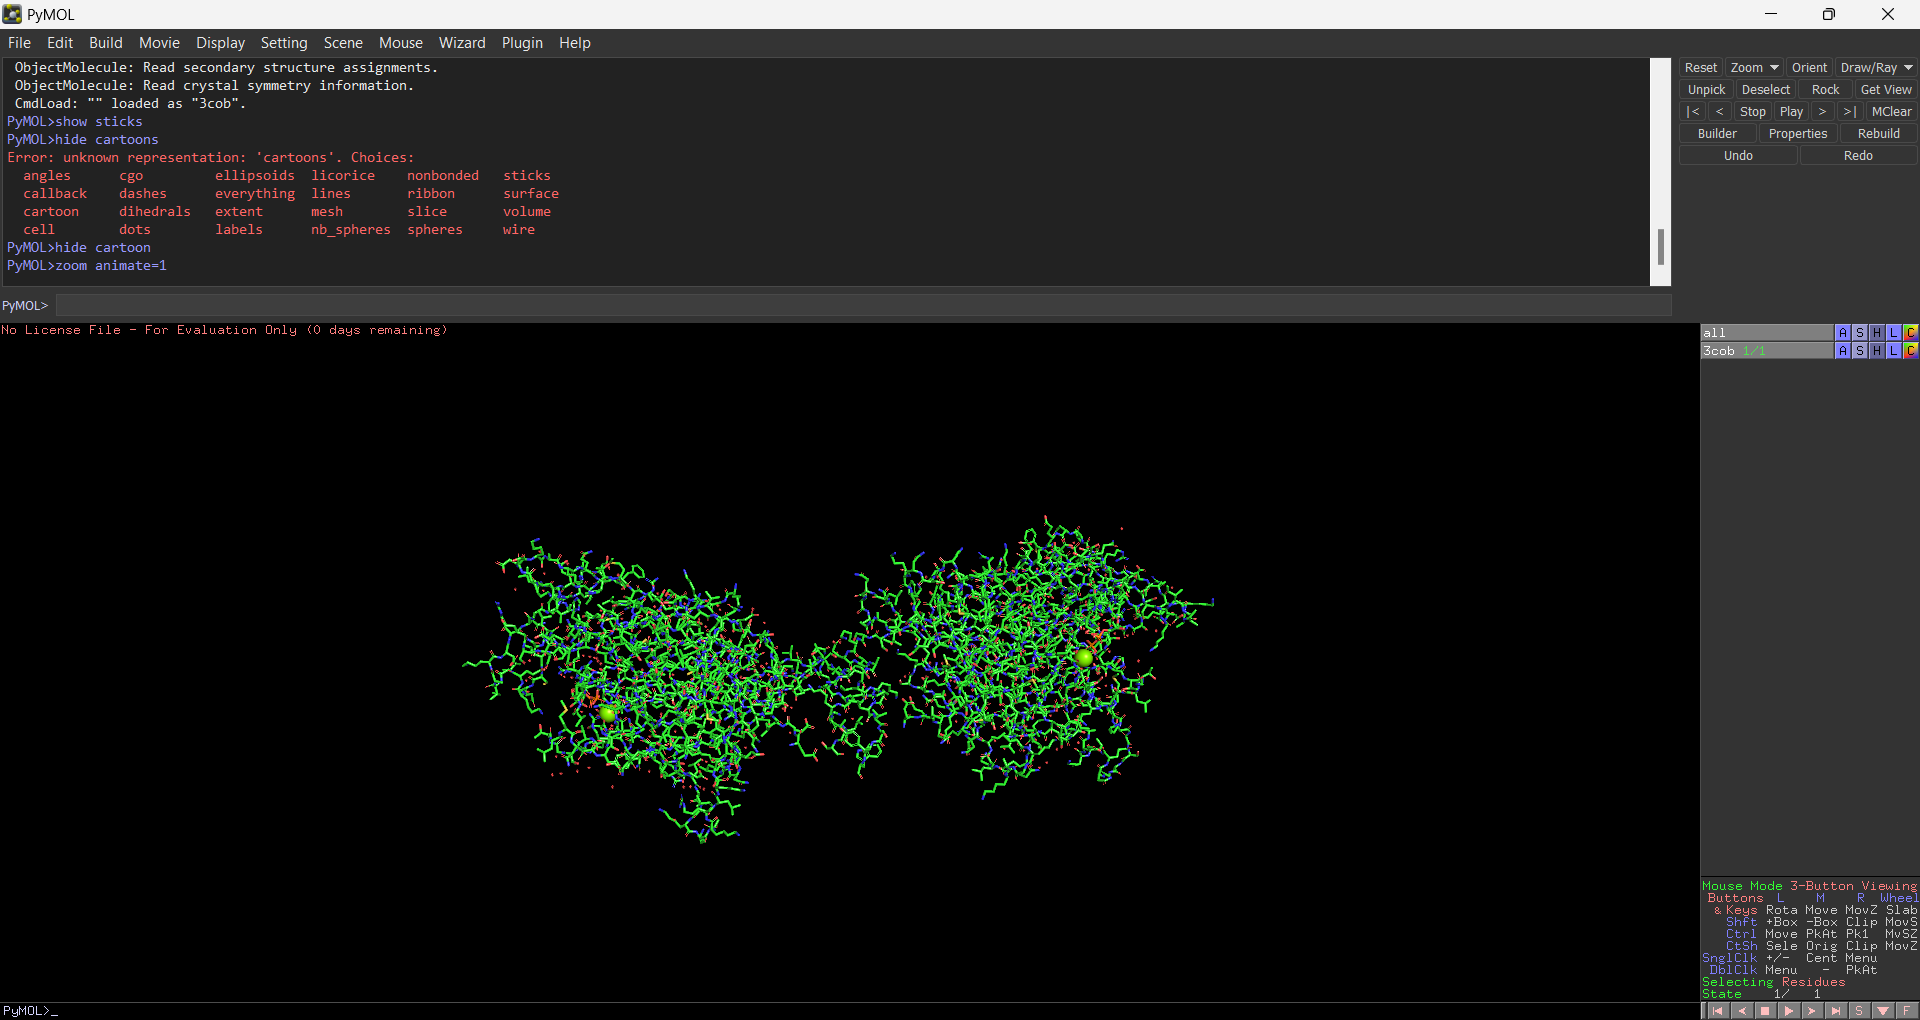 PyMOL
File Edit Build Movie Display Setting Scene Mouse Wizard Plugin Help
ObjectMolecule: Read secondary structure assignments.
ObjectMolecule: Read crystal symmetry information.
CmdLoad: "" loaded as "3cob".
PyMOL>show sticks
PyMOL>hide cartoons
Error: unknown representation: 'cartoons'. Choices:
angles cgo ellipsoids licorice nonbonded sticks
callback dashes everything lines ribbon surface
cartoon dihedrals extent mesh slice volume
cell dots labels nb_spheres spheres wire
PyMOL>hide cartoon
PyMOL>zoom animate=1
PyMOL>
Reset Zoom Orient Draw/Ray
Unpick Deselect Rock Get View
|< < Stop Play > >| MClear
Builder Properties Rebuild
Undo Redo
No License File - For Evaluation Only (0 days remaining)
all A S H L C
3cob 1/1 A S H L C
Mouse Mode 3-Button Viewing
Buttons L M R Wheel
& Keys Rota Move MovZ Slab
Shft +Box -Box Clip MovS
Ctrl Move PkAt Pk1 MvSZ
CtSh Sele Orig Clip MovZ
SnglClk +/- Cent Menu
DblClk Menu - PkAt
Selecting Residues
State 1/ 1
PyMOL>_
S F